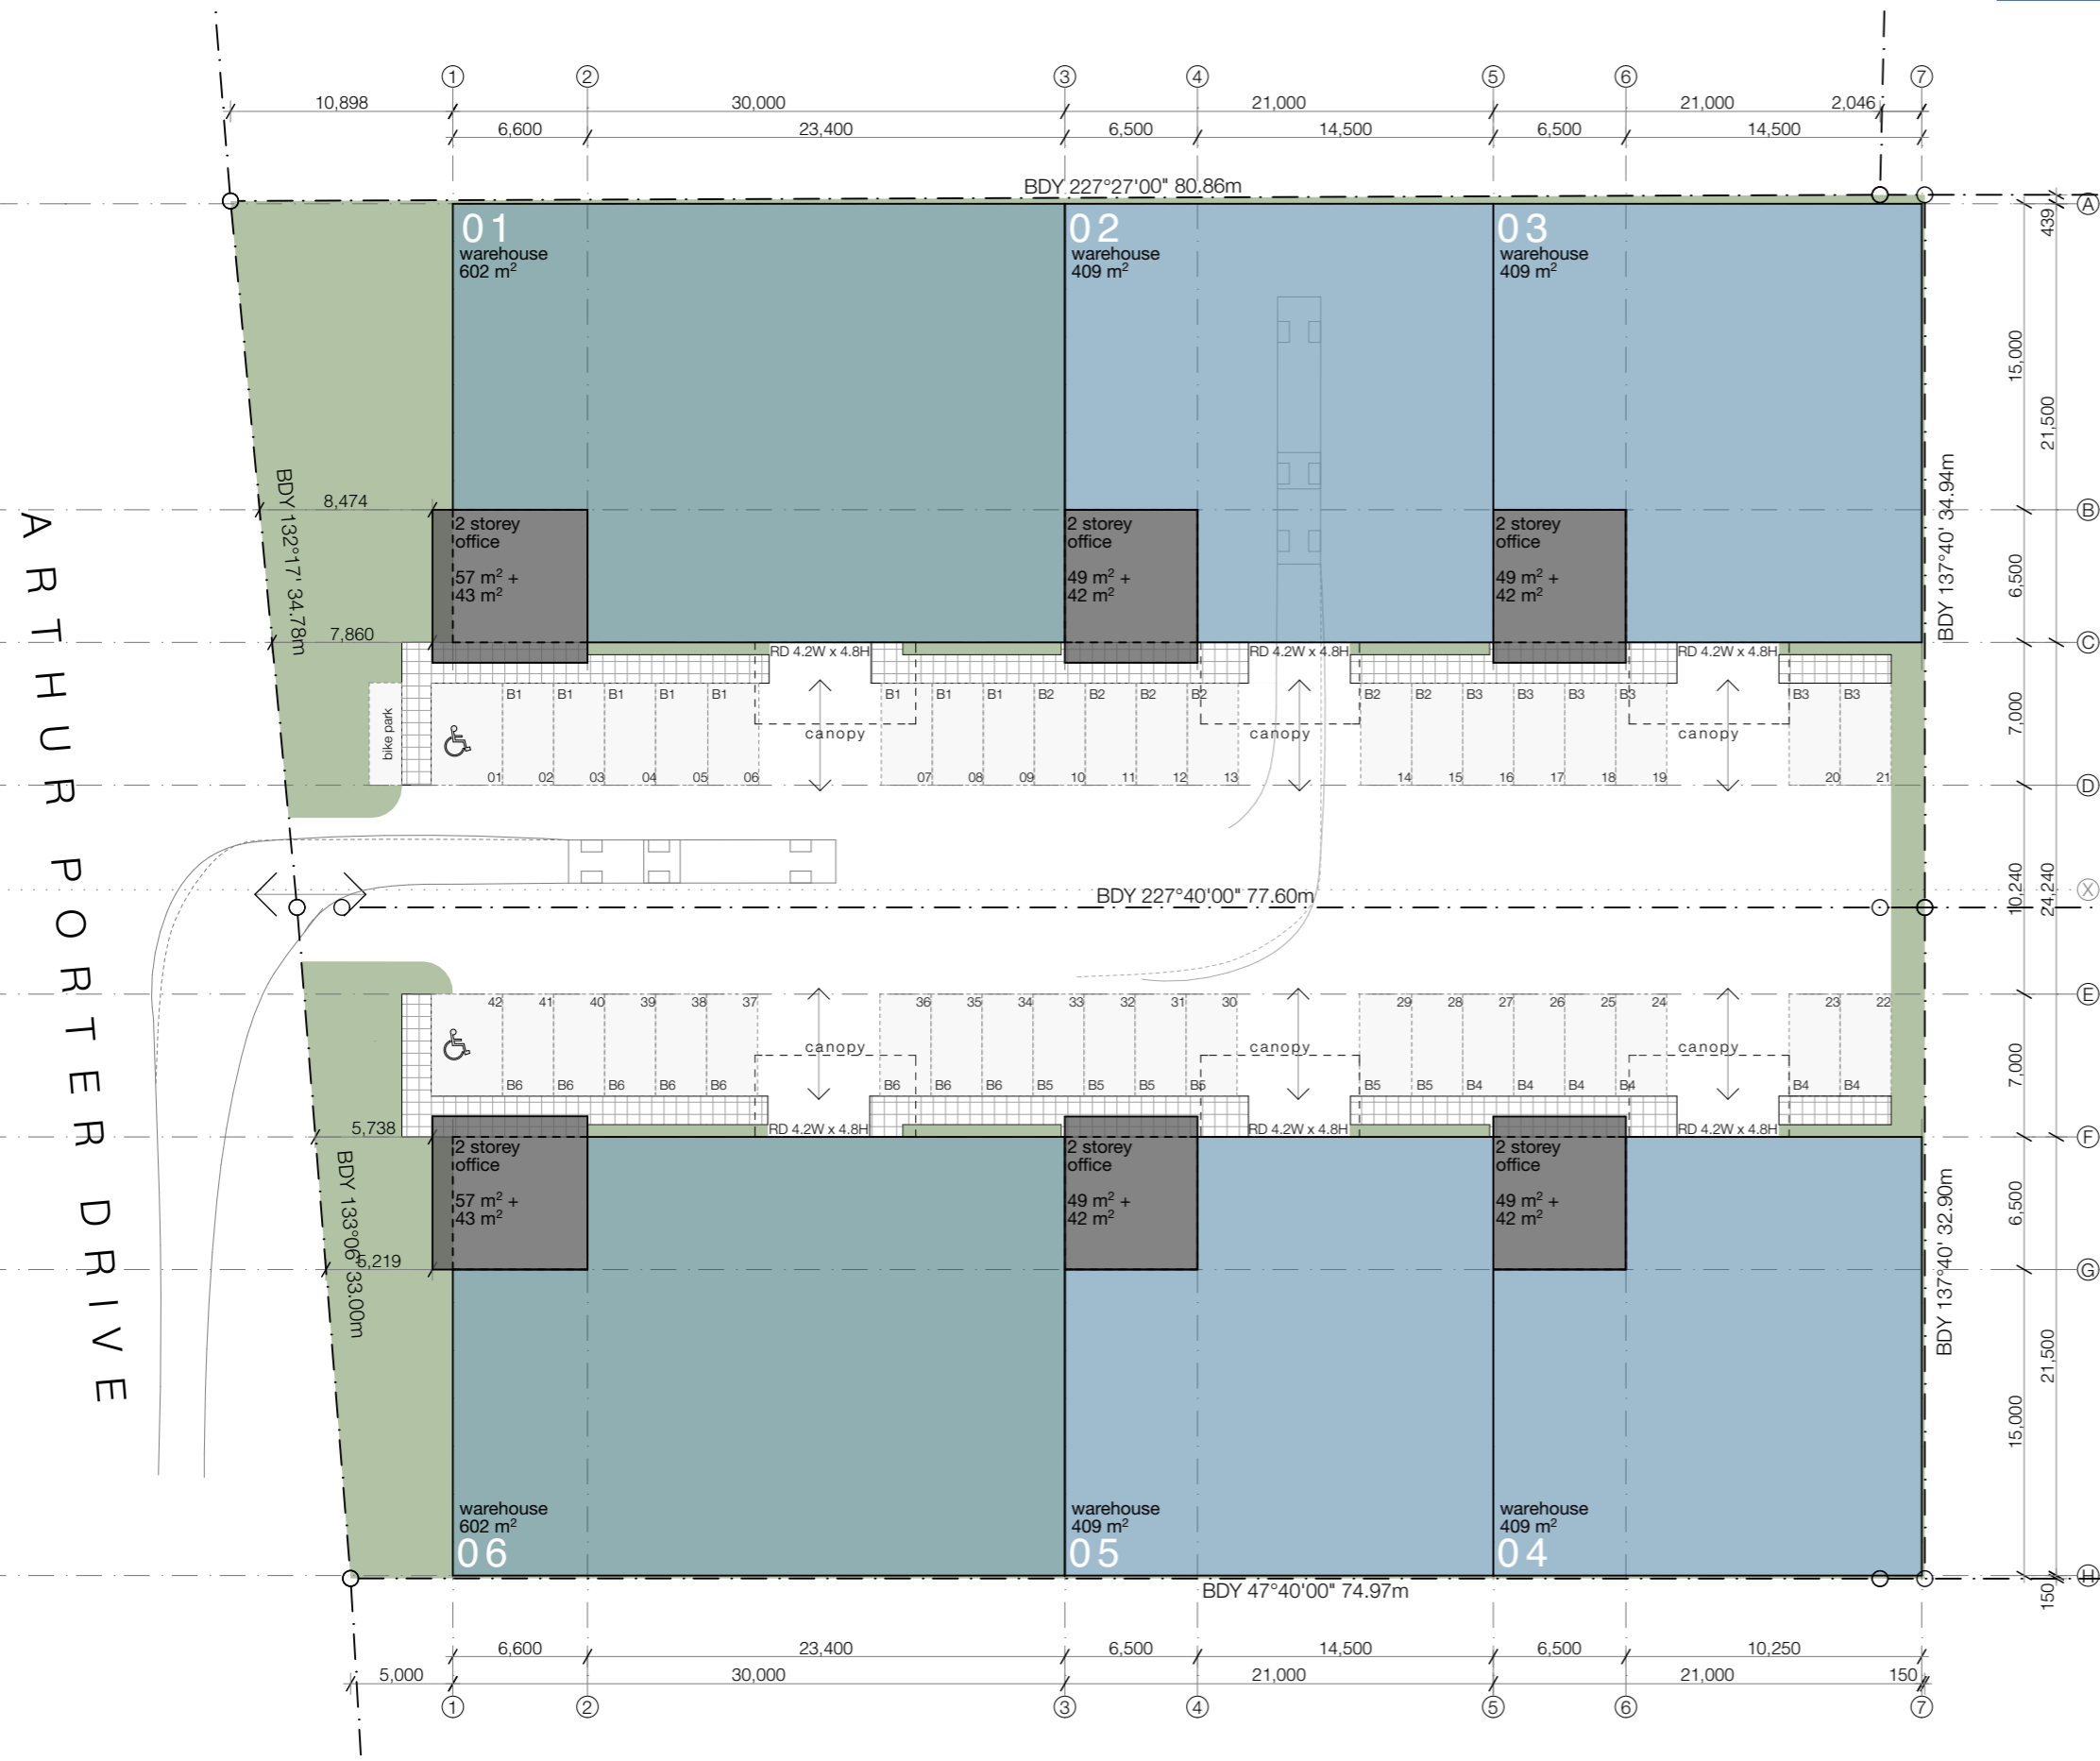 1 2 3 4 5 6 7
10,898 30,000 21,000 21,000 2,046
6,600 23,400 6,500 14,500 6,500 14,500
BDY 227°27'00" 80.86m
A
439
01 02 03
warehouse warehouse warehouse
602 m² 409 m² 409 m²
15,000
21,500
BDY 132°17' 34.78m
BDY 137°40' 34.94m
8,474
B
2 storey 2 storey 2 storey
office office office
57 m² + 49 m² + 49 m² +
43 m² 42 m² 42 m²
6,500
7,860
C
RD 4.2W x 4.8H RD 4.2W x 4.8H RD 4.2W x 4.8H
B1 B1 B1 B1 B1 B1 B1 B1 B2 B2 B2 B2 B2 B2 B3 B3 B3 B3 B3 B3
bike park
canopy canopy canopy
7,000
01 02 03 04 05 06 07 08 09 10 11 12 13 14 15 16 17 18 19 20 21
D
ARTHUR PORTER DRIVE
BDY 227°40'00" 77.60m
10,240
24,240
X
E
42 41 40 39 38 37 36 35 34 33 32 31 30 29 28 27 26 25 24 23 22
canopy canopy canopy
7,000
B6 B6 B6 B6 B6 B6 B6 B6 B5 B5 B5 B5 B5 B5 B4 B4 B4 B4 B4 B4
RD 4.2W x 4.8H RD 4.2W x 4.8H RD 4.2W x 4.8H
5,738
F
2 storey 2 storey 2 storey
office office office
57 m² + 49 m² + 49 m² +
43 m² 42 m² 42 m²
6,500
BDY 133°06' 33.00m
BDY 137°40' 32.90m
5,219
G
21,500
15,000
warehouse warehouse warehouse
602 m² 409 m² 409 m²
06 05 04
H
150
BDY 47°40'00" 74.97m
6,600 23,400 6,500 14,500 6,500 10,250
5,000 30,000 21,000 21,000 150
1 2 3 4 5 6 7